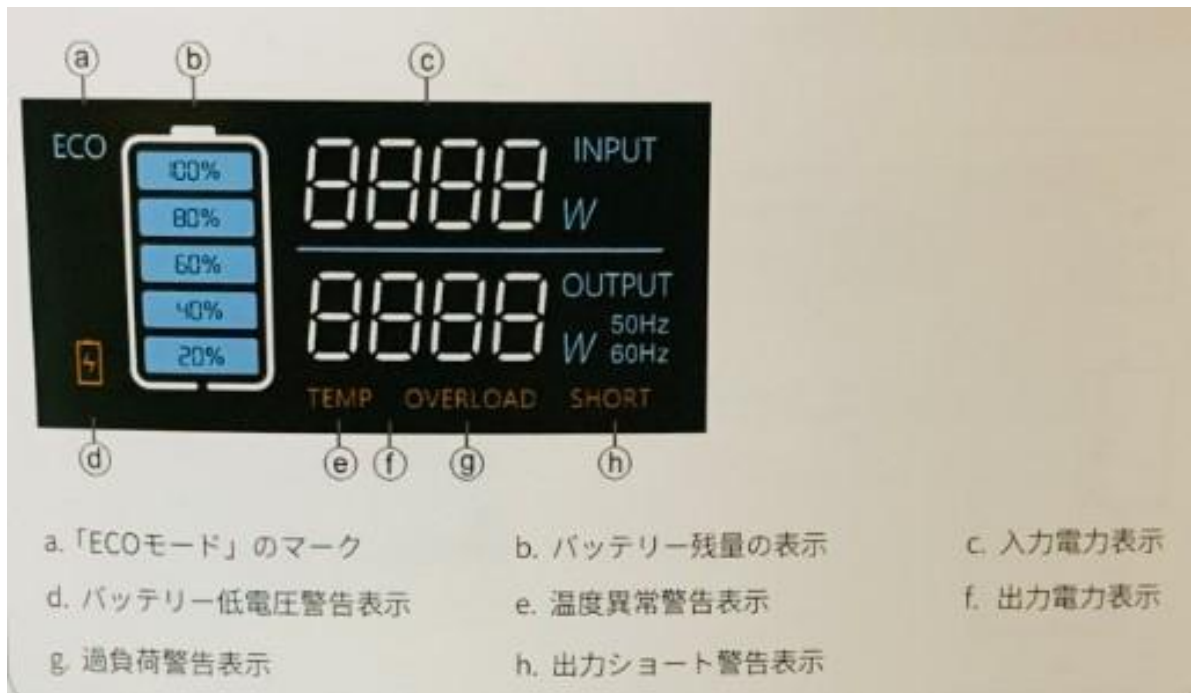 ⓐ ⓑ ⓒ
ECO
100%
80%
60%
40%
20%
8888 INPUT
W
8888 OUTPUT
W 50Hz
60Hz
TEMP OVERLOAD SHORT
ⓓ ⓔ ⓕ ⓖ ⓗ
a.「ECOモード」のマーク b. バッテリー残量の表示 c. 入力電力表示
d. バッテリー低電圧警告表示 e. 温度異常警告表示 f. 出力電力表示
g. 過負荷警告表示 h. 出力ショート警告表示